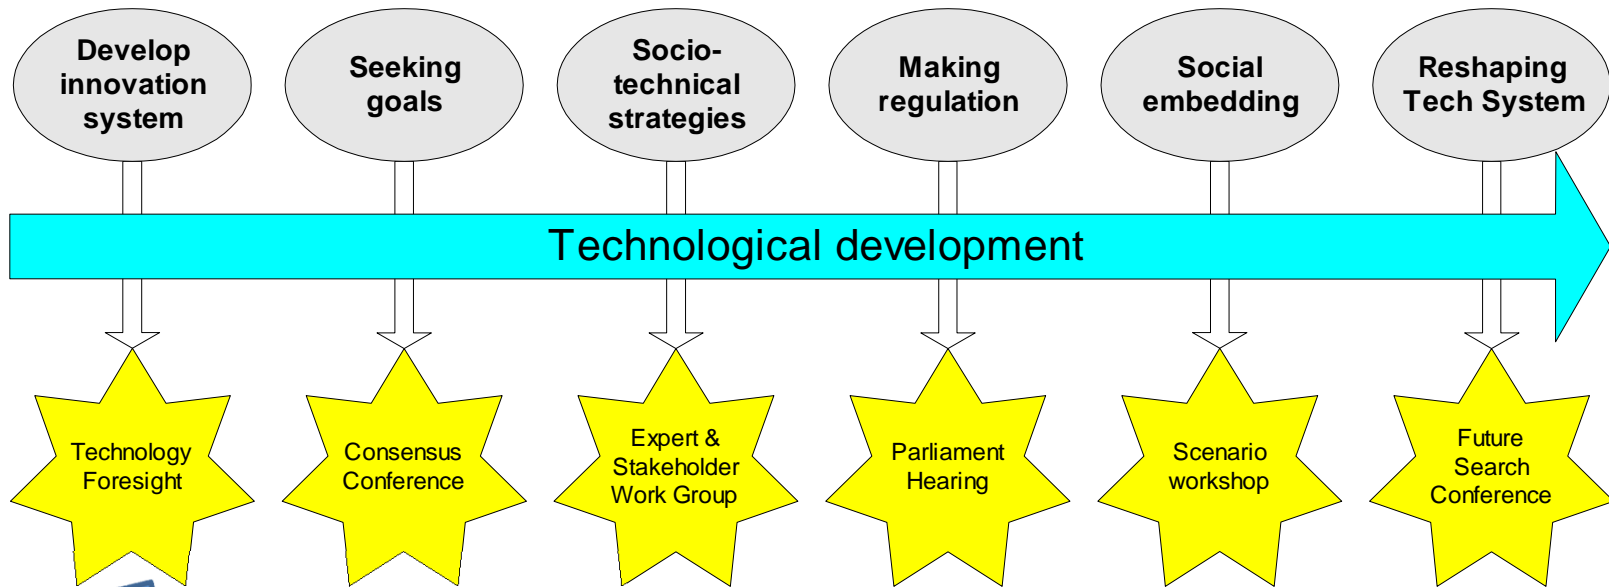 Develop
innovation
system
Seeking
goals
Socio-
technical
strategies
Making
regulation
Social
embedding
Reshaping
Tech System
Technological development
Technology
Foresight
Consensus
Conference
Expert &
Stakeholder
Work Group
Parliament
Hearing
Scenario
workshop
Future
Search
Conference